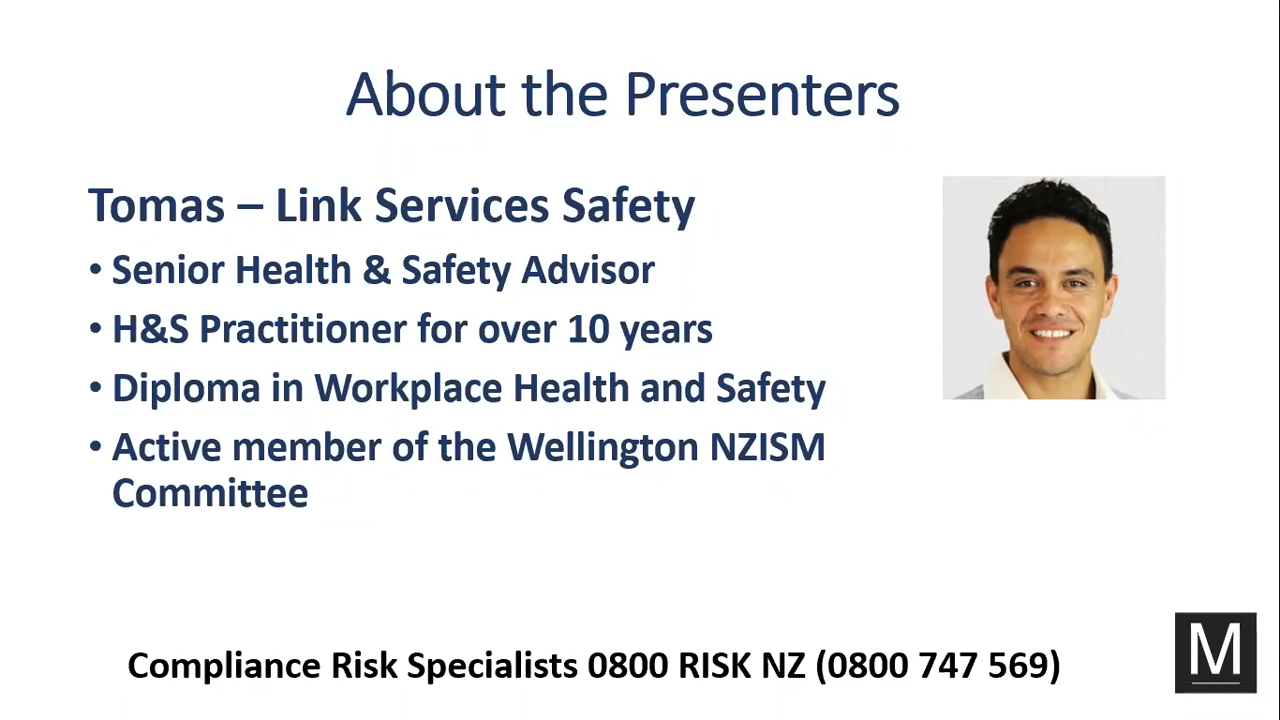 About the Presenters
Tomas – Link Services Safety
• Senior Health & Safety Advisor
• H&S Practitioner for over 10 years
• Diploma in Workplace Health and Safety
• Active member of the Wellington NZISM
Committee
Compliance Risk Specialists 0800 RISK NZ (0800 747 569)
M